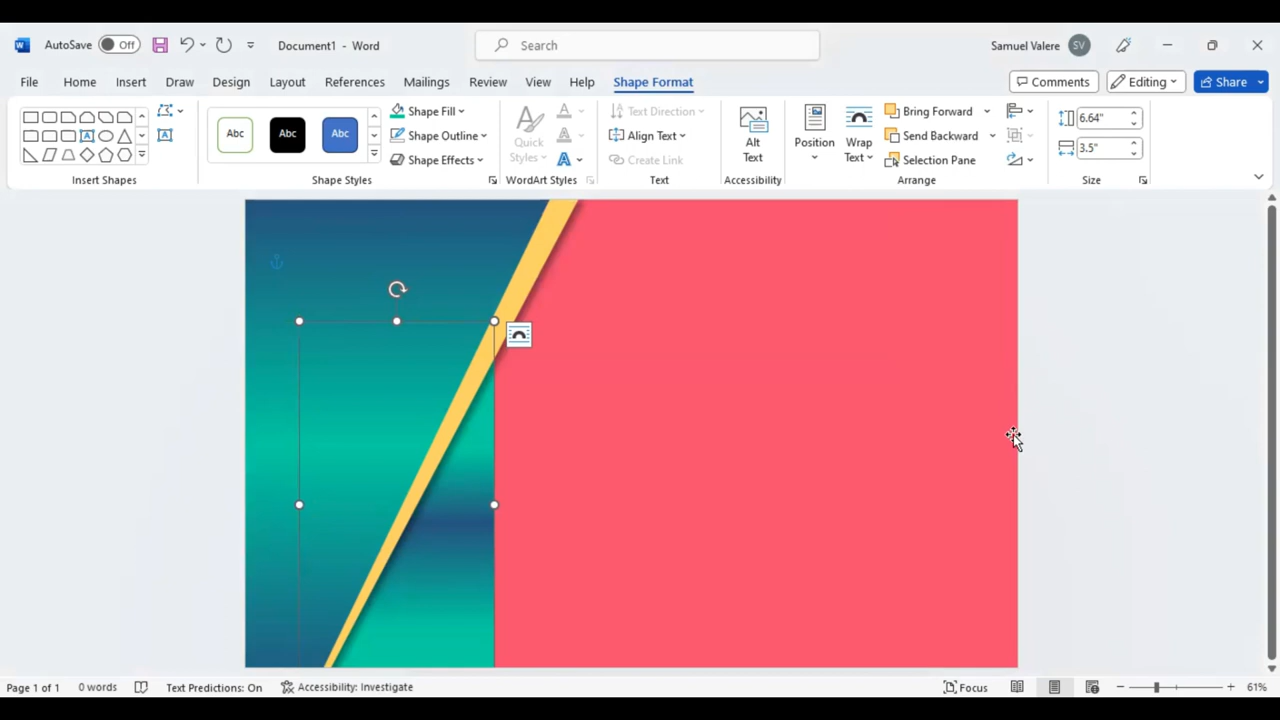 AutoSave Off Document1 - Word Search Samuel Valere SV
File Home Insert Draw Design Layout References Mailings Review View Help Shape Format Comments Editing Share
Abc Abc Abc
Shape Fill
Shape Outline
Shape Effects
Shape Styles
Insert Shapes
Quick
Styles
WordArt Styles
Text Direction
Align Text
Create Link
Text
Alt
Text
Accessibility
Position
Wrap
Text
Bring Forward
Send Backward
Selection Pane
Arrange
6.64"
3.5"
Size
Page 1 of 1 0 words Text Predictions: On Accessibility: Investigate Focus 61%